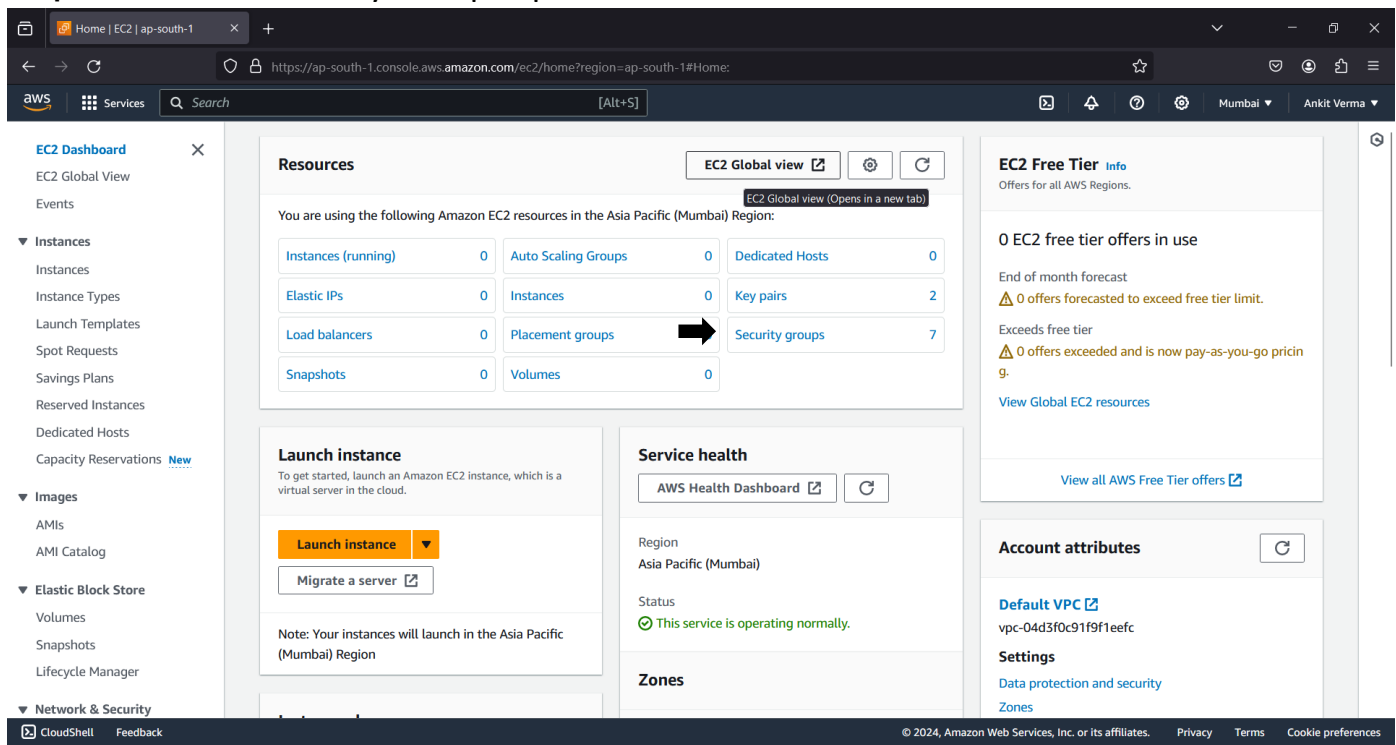 Home | EC2 | ap-south-1
https://ap-south-1.console.aws.amazon.com/ec2/home?region=ap-south-1#Home:
aws
Services
Search
[Alt+S]
Mumbai
Ankit Verma
EC2 Dashboard
EC2 Global View
Events
Instances
Instances
Instance Types
Launch Templates
Spot Requests
Savings Plans
Reserved Instances
Dedicated Hosts
Capacity Reservations New
Images
AMIs
AMI Catalog
Elastic Block Store
Volumes
Snapshots
Lifecycle Manager
Network & Security
Resources
EC2 Global view
EC2 Global view (Opens in a new tab)
You are using the following Amazon EC2 resources in the Asia Pacific (Mumbai) Region:
Instances (running) 0
Auto Scaling Groups 0
Dedicated Hosts 0
Elastic IPs 0
Instances 0
Key pairs 2
Load balancers 0
Placement groups
Security groups 7
Snapshots 0
Volumes 0
Launch instance
To get started, launch an Amazon EC2 instance, which is a
virtual server in the cloud.
Launch instance
Migrate a server
Note: Your instances will launch in the Asia Pacific
(Mumbai) Region
Service health
AWS Health Dashboard
Region
Asia Pacific (Mumbai)
Status
This service is operating normally.
Zones
EC2 Free Tier Info
Offers for all AWS Regions.
0 EC2 free tier offers in use
End of month forecast
0 offers forecasted to exceed free tier limit.
Exceeds free tier
0 offers exceeded and is now pay-as-you-go pricin
g.
View Global EC2 resources
View all AWS Free Tier offers
Account attributes
Default VPC
vpc-04d3f0c91f9f1eefc
Settings
Data protection and security
Zones
CloudShell
Feedback
© 2024, Amazon Web Services, Inc. or its affiliates.
Privacy
Terms
Cookie preferences